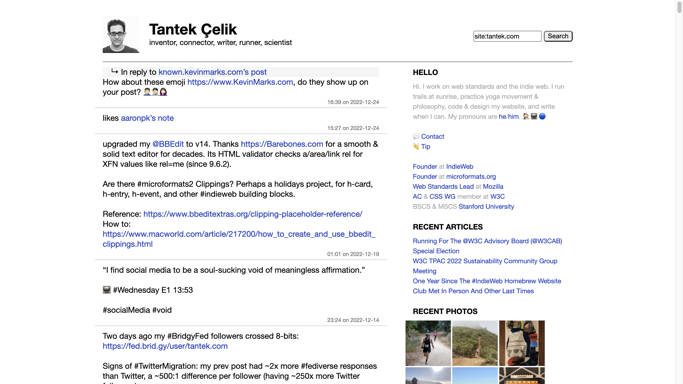 Tantek Çelik
inventor, connector, writer, runner, scientist
site:tantek.com
Search
↳ In reply to known.kevinmarks.com's post
How about these emoji https://www.KevinMarks.com, do they show up on
your post?
16:39 on 2022-12-24
likes aaronpk's note
15:27 on 2022-12-24
upgraded my @BBEdit to v14. Thanks https://Barebones.com for a smooth &
solid text editor for decades. Its HTML validator checks a/area/link rel for
XFN values like rel=me (since 9.6.2).
Are there #microformats2 Clippings? Perhaps a holidays project, for h-card,
h-entry, h-event, and other #indieweb building blocks.
Reference: https://www.bbeditextras.org/clipping-placeholder-reference/
How to:
https://www.macworld.com/article/217200/how_to_create_and_use_bbedit_
clippings.html
01:01 on 2022-12-19
“I find social media to be a soul-sucking void of meaningless affirmation.”
#Wednesday E1 13:53
#socialMedia #void
23:24 on 2022-12-14
Two days ago my #BridgyFed followers crossed 8-bits:
https://fed.brid.gy/user/tantek.com
Signs of #TwitterMigration: my prev post had ~2x more #fediverse responses
than Twitter, a ~500:1 difference per follower (having ~250x more Twitter
HELLO
Hi. I work on web standards and the indie web. I run
trails at sunrise, practice yoga movement &
philosophy, code & design my website, and write
when I can. My pronouns are he him.
Contact
Tip
Founder at IndieWeb
Founder at microformats.org
Web Standards Lead at Mozilla
AC & CSS WG member at W3C
BSCS & MSCS Stanford University
RECENT ARTICLES
Running For The @W3C Advisory Board (@W3CAB)
Special Election
W3C TPAC 2022 Sustainability Community Group
Meeting
One Year Since The #IndieWeb Homebrew Website
Club Met In Person And Other Last Times
RECENT PHOTOS